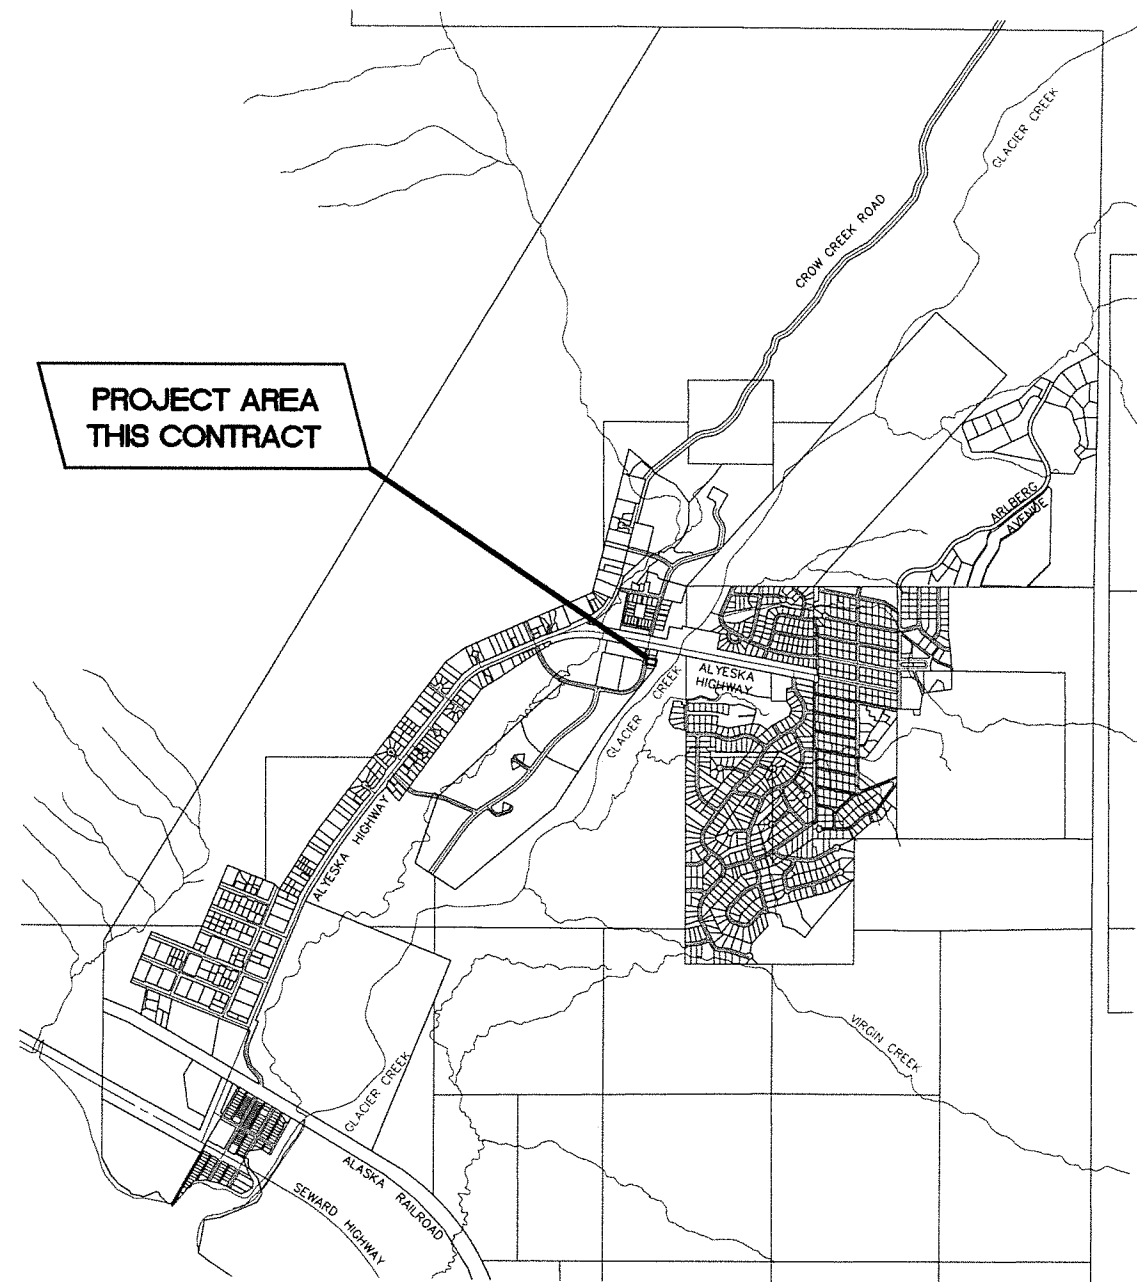 GLACIER CREEK
CROW CREEK ROAD
PROJECT AREA
THIS CONTRACT
ARLBERG
AVENUE
ALYESKA
HIGHWAY
GLACIER CREEK
ALYESKA HIGHWAY
VIRGIN CREEK
GLACIER CREEK
ALASKA RAILROAD
SEWARD HIGHWAY